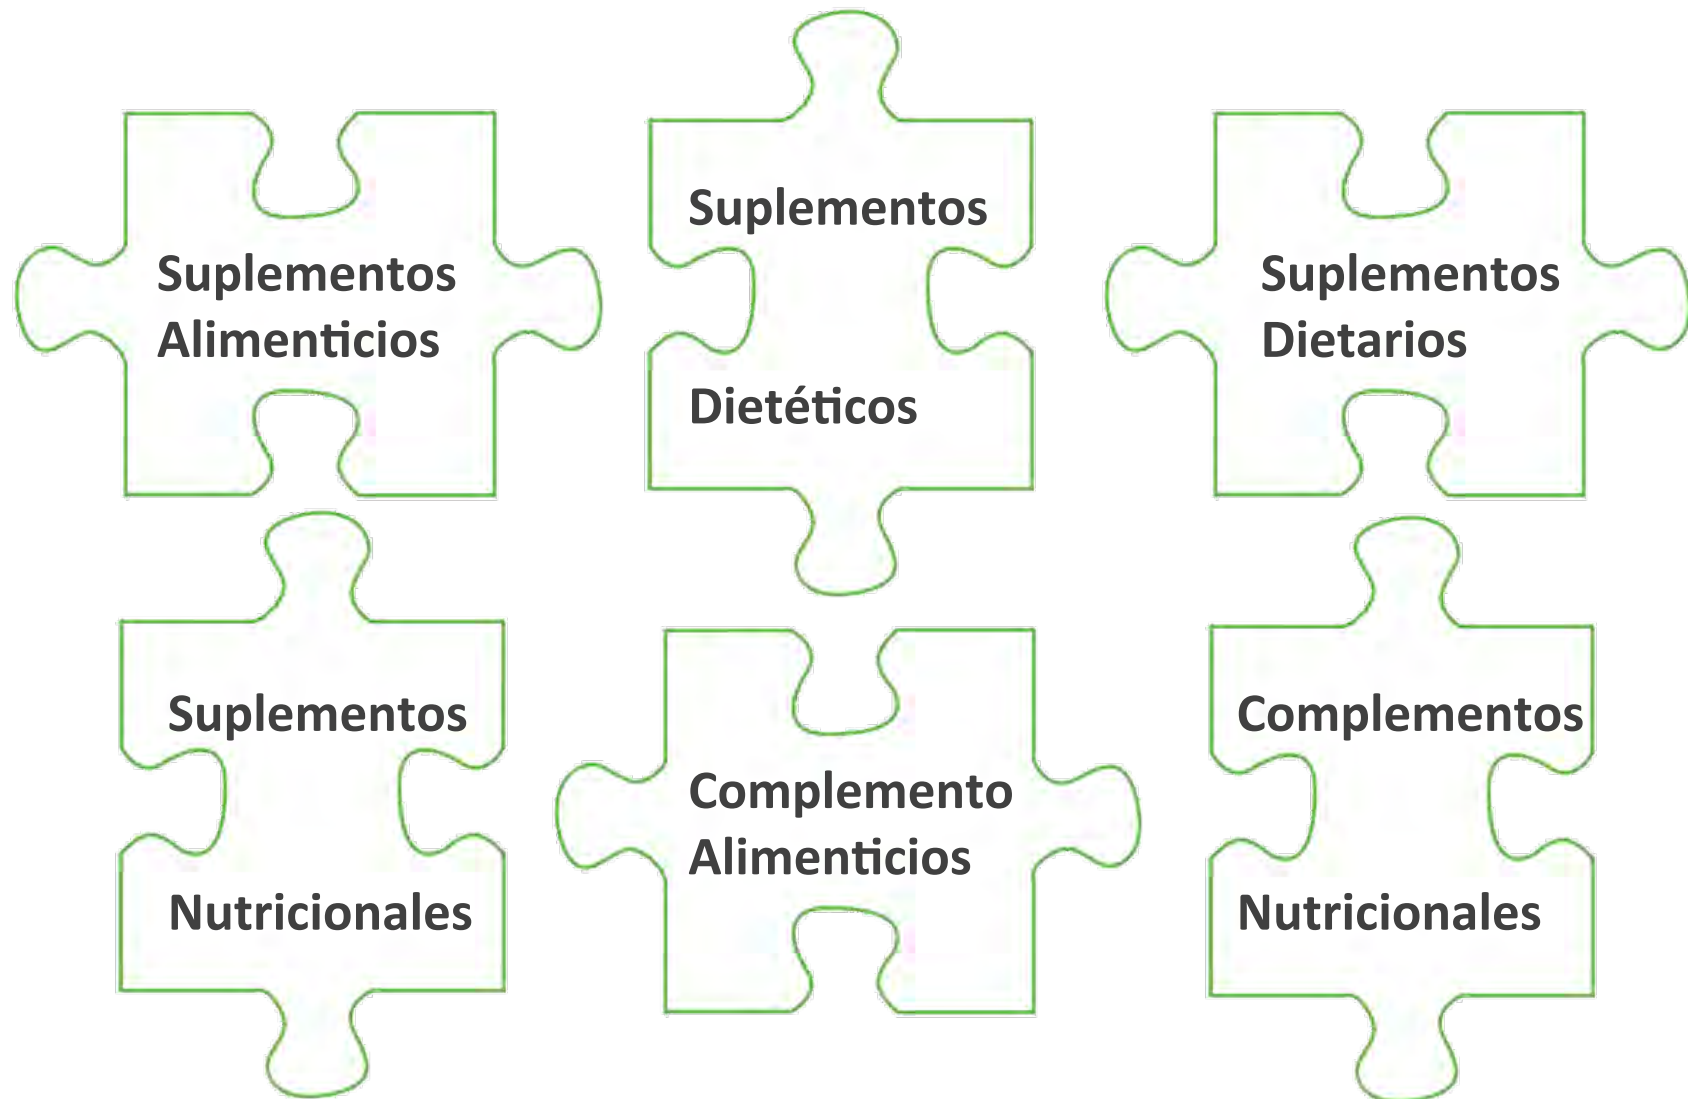 Suplementos
Alimenticios
Suplementos
Dietéticos
Suplementos
Dietarios
Suplementos
Nutricionales
Complemento
Alimenticios
Complementos
Nutricionales